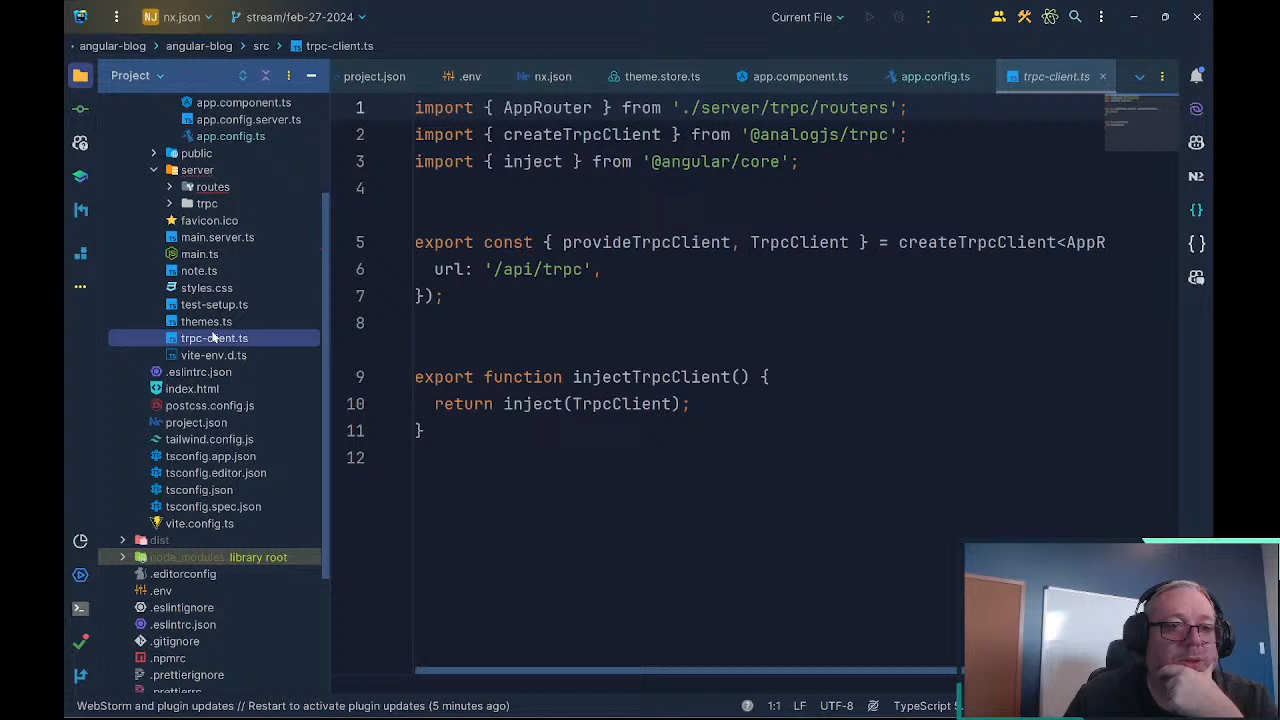 NJ nx.json stream/feb-27-2024 Current File
angular-blog angular-blog src trpc-client.ts
Project project.json .env nx.json theme.store.ts app.component.ts app.config.ts trpc-client.ts
app.component.ts
app.config.server.ts
app.config.ts
public
server
routes
trpc
favicon.ico
main.server.ts
main.ts
note.ts
styles.css
test-setup.ts
themes.ts
trpc-client.ts
vite-env.d.ts
.eslintrc.json
index.html
postcss.config.js
project.json
tailwind.config.js
tsconfig.app.json
tsconfig.editor.json
tsconfig.json
tsconfig.spec.json
vite.config.ts
dist
node_modules library root
.editorconfig
.env
.eslintignore
.eslintrc.json
.gitignore
.npmrc
.prettierignore
.prettierrc
1 import { AppRouter } from './server/trpc/routers';
2 import { createTrpcClient } from '@analogjs/trpc';
3 import { inject } from '@angular/core';
4
5 export const { provideTrpcClient, TrpcClient } = createTrpcClient<AppR
6 url: '/api/trpc',
7 });
8
9 export function injectTrpcClient() {
10 return inject(TrpcClient);
11 }
12
WebStorm and plugin updates // Restart to activate plugin updates (5 minutes ago) 1:1 LF UTF-8 TypeScript 5.